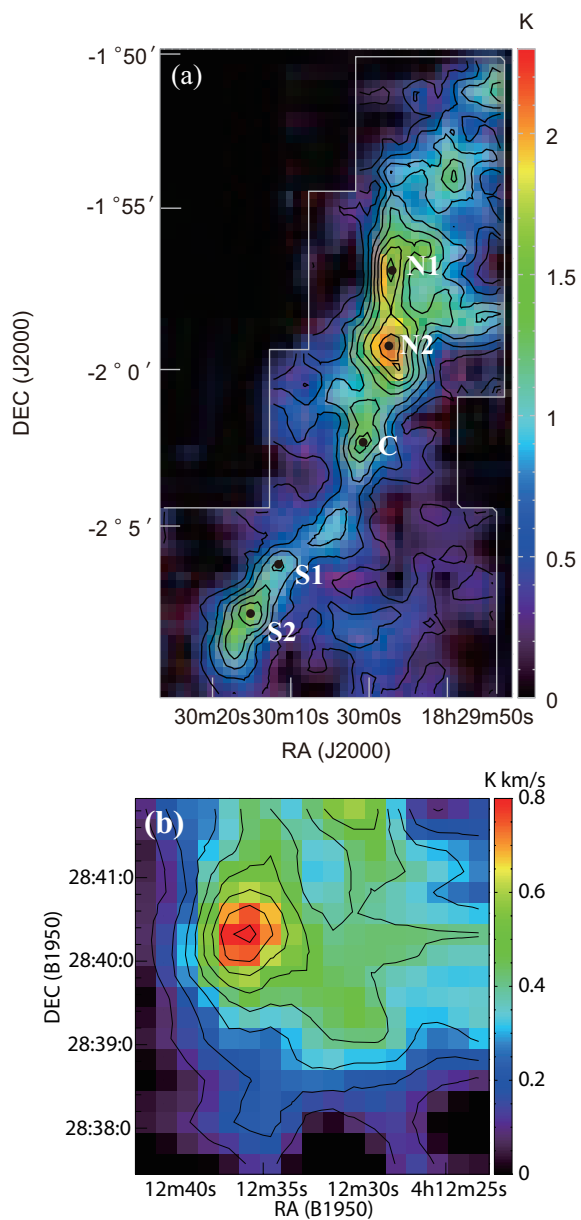 K
-1°50′
(a)
2
-1°55′
N1
1.5
N2
-2°0′
DEC (J2000)
1
C
-2°5′
0.5
S1
S2
0
30m20s 30m10s 30m0s 18h29m50s
RA (J2000)
K km/s
(b)
0.8
28:41:0
0.6
DEC (B1950)
28:40:0
0.4
28:39:0
0.2
28:38:0
0
12m40s 12m35s 12m30s 4h12m25s
RA (B1950)